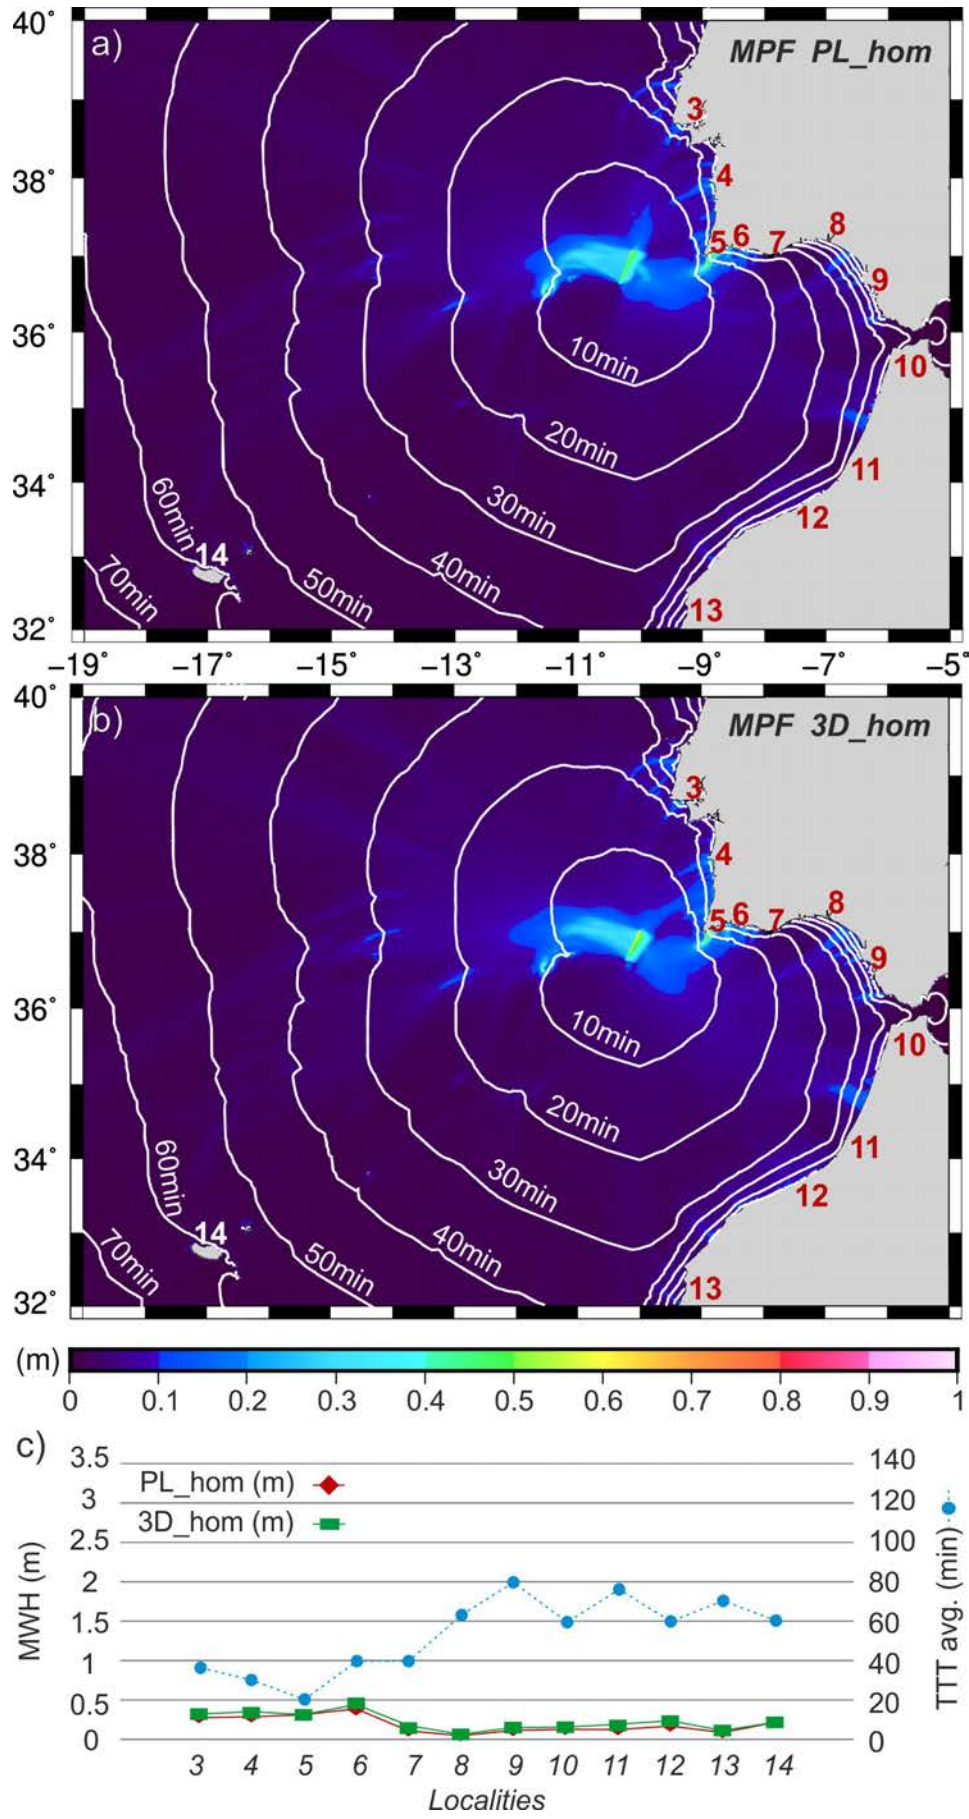 40°
a)
MPF PL_hom
3
38°
4
5
6
7
8
9
36°
10min
10
20min
11
34°
30min
12
60min
14
40min
50min
70min
13
32°
−19° −17° −15° −13° −11° −9° −7° −5°
40°
b)
MPF 3D_hom
3
38°
4
5
6
7
8
9
36°
10min
10
20min
11
34°
60min
30min
12
14
40min
50min
70min
13
32°
(m)
0 0.1 0.2 0.3 0.4 0.5 0.6 0.7 0.8 0.9 1
c)
3.5
3
2.5
2
1.5
1
0.5
0
MWH (m)
PL_hom (m)
3D_hom (m)
140
120
100
80
60
40
20
0
TTT avg. (min)
3 4 5 6 7 8 9 10 11 12 13 14
Localities